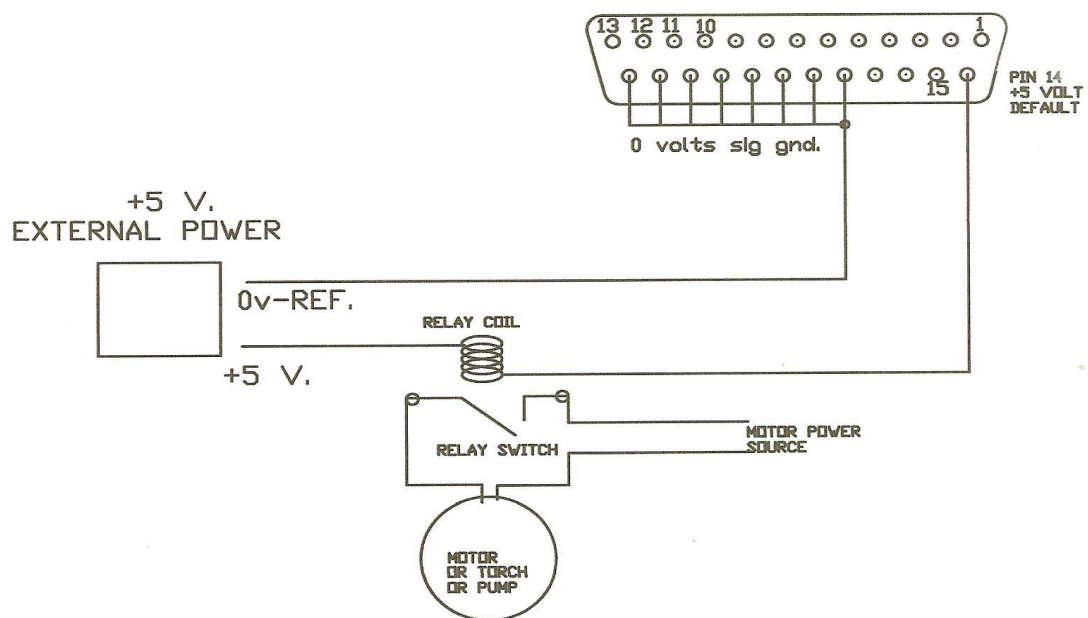 13 12 11 10 1
15
PIN 14
+5 VOLT
DEFAULT
0 volts sig gnd.
+5 V.
EXTERNAL POWER
0v-REF.
RELAY COIL
+5 V.
RELAY SWITCH
MOTOR POWER
SOURCE
MOTOR
OR TORCH
OR PUMP